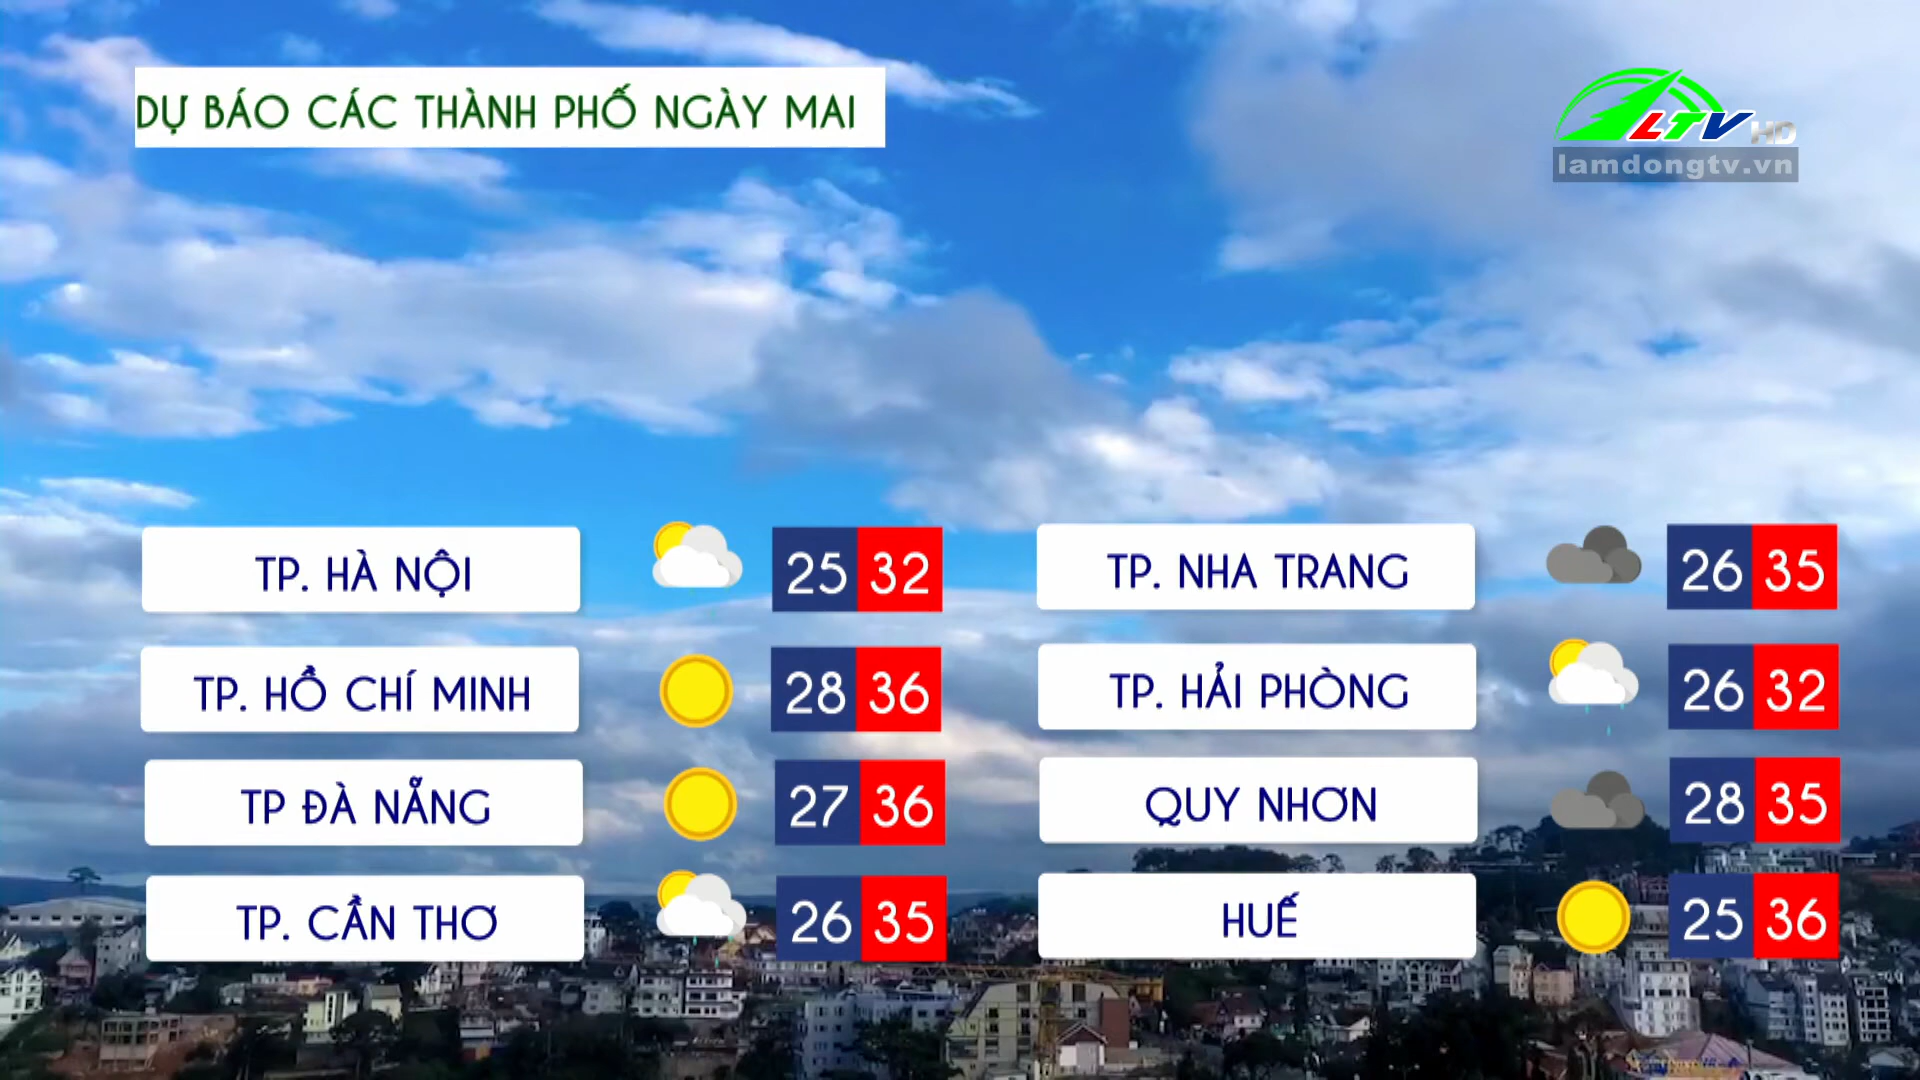 DỰ BÁO CÁC THÀNH PHỐ NGÀY MAI
LTV HD
lamdongtv.vn
TP. HÀ NỘI 25 32
TP. HỒ CHÍ MINH 28 36
TP ĐÀ NẴNG 27 36
TP. CẦN THƠ 26 35
TP. NHA TRANG 26 35
TP. HẢI PHÒNG 26 32
QUY NHƠN 28 35
HUẾ 25 36